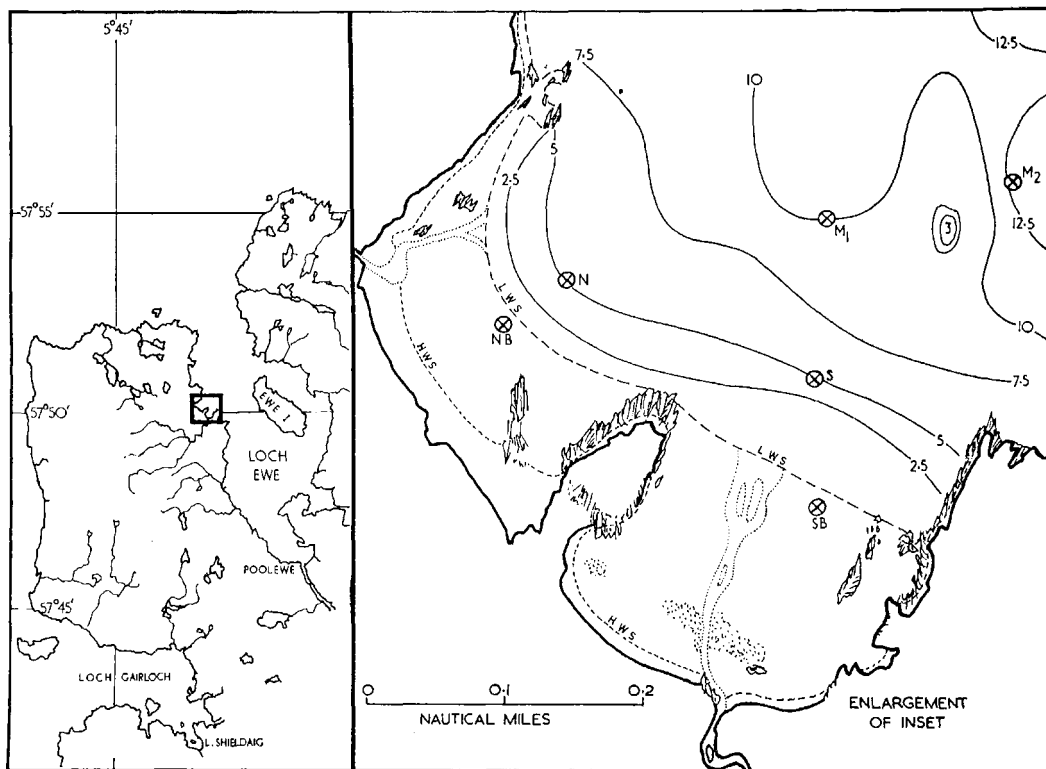 5°45'
57°55'
57°50'
EWE I.
LOCH
EWE
POOLEWE
57°45'
LOCH GAIRLOCH
L. SHIELDAIG
7.5
10
12.5
5
2.5
M2
M1
3
12.5
N
10
L W S
NB
H W S
S
7.5
5
2.5
L W S
SB
H W S
0 0.1 0.2
NAUTICAL MILES
ENLARGEMENT
OF INSET